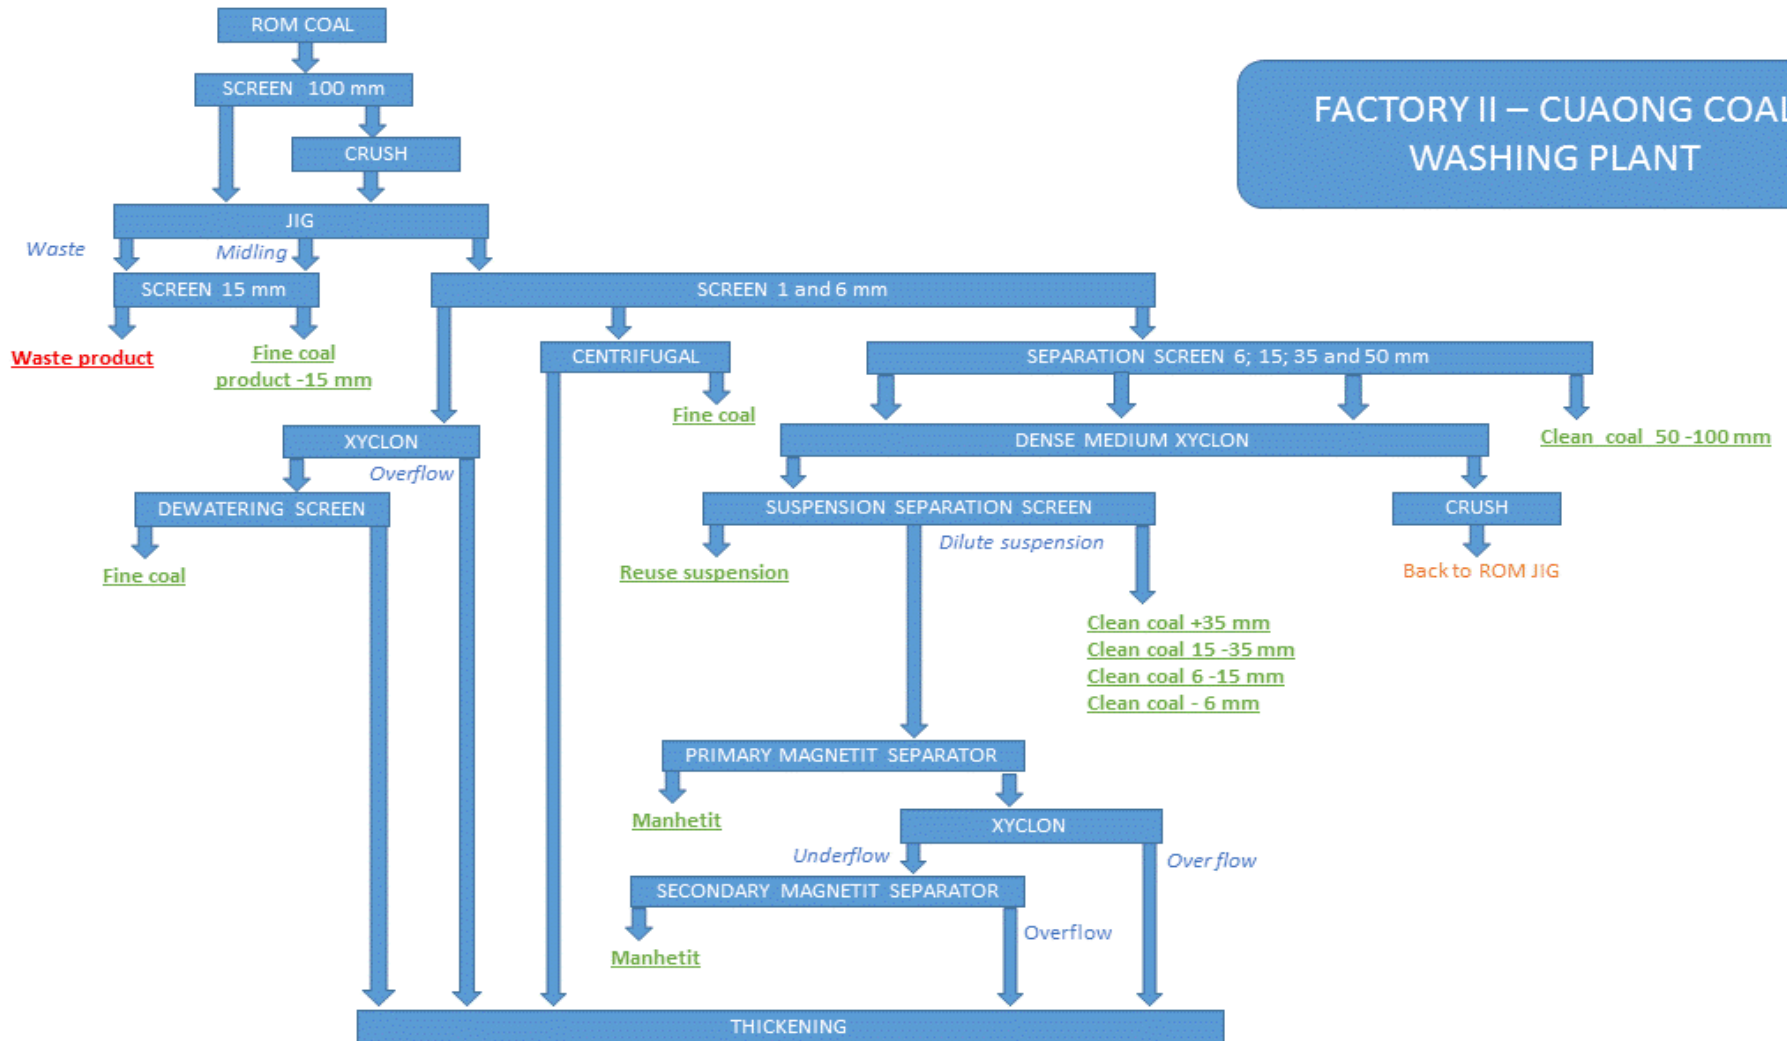 ROM COAL
SCREEN 100 mm
FACTORY II – CUAONG COAL
WASHING PLANT
CRUSH
JIG
Waste
Midling
SCREEN 15 mm
SCREEN 1 and 6 mm
Waste product
Fine coal
product -15 mm
CENTRIFUGAL
SEPARATION SCREEN 6; 15; 35 and 50 mm
Fine coal
XYCLON
Overflow
DENSE MEDIUM XYCLON
Clean coal 50 -100 mm
DEWATERING SCREEN
SUSPENSION SEPARATION SCREEN
CRUSH
Fine coal
Reuse suspension
Dilute suspension
Back to ROM JIG
Clean coal +35 mm
Clean coal 15 -35 mm
Clean coal 6 -15 mm
Clean coal - 6 mm
PRIMARY MAGNETIT SEPARATOR
Manhetit
XYCLON
Underflow
Over flow
SECONDARY MAGNETIT SEPARATOR
Manhetit
Overflow
THICKENING